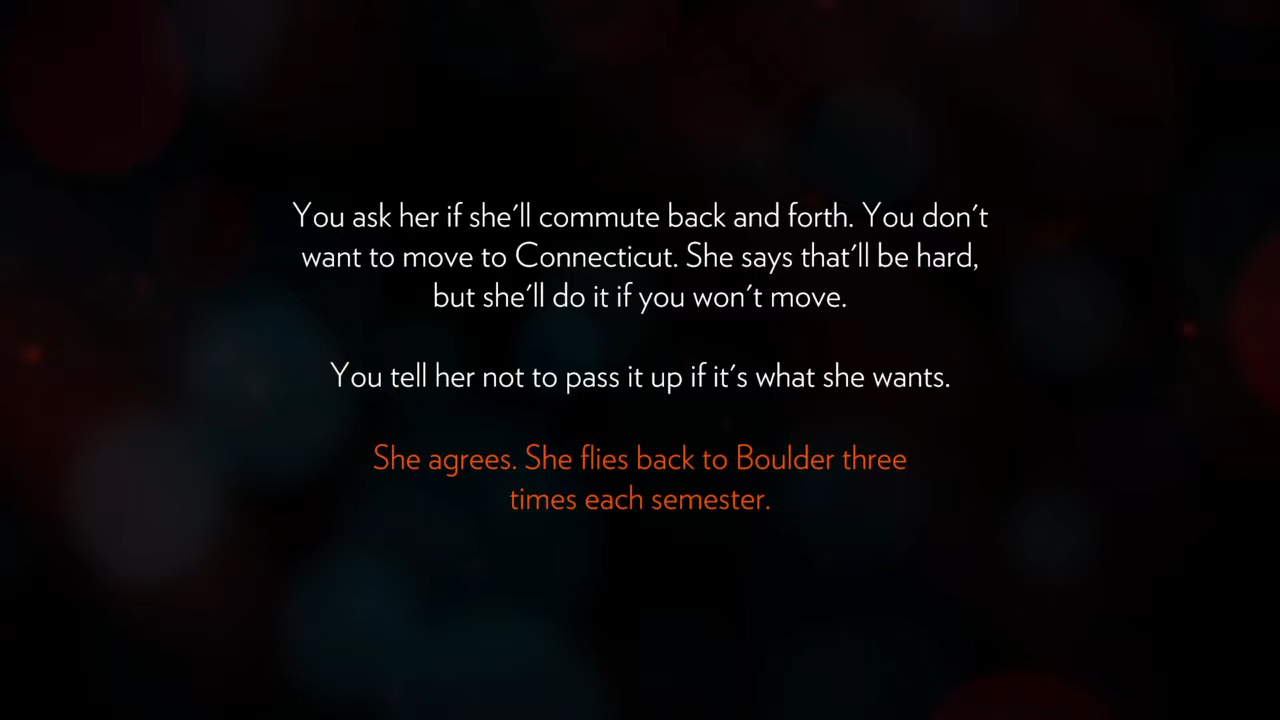 You ask her if she'll commute back and forth. You don't
want to move to Connecticut. She says that'll be hard,
but she'll do it if you won't move.
You tell her not to pass it up if it's what she wants.
She agrees. She flies back to Boulder three
times each semester.